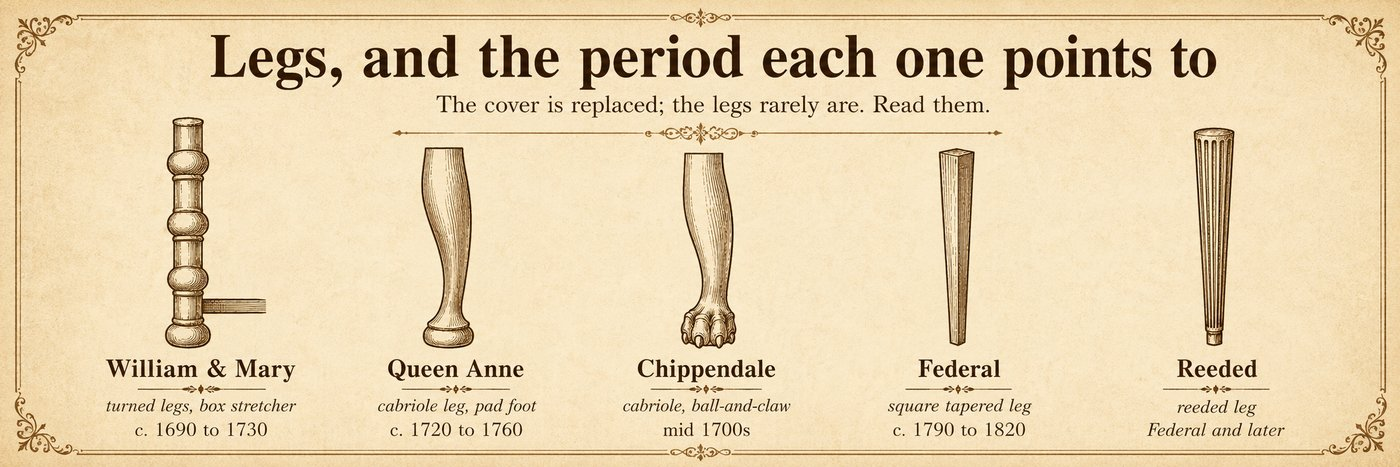 Legs, and the period each one points to
The cover is replaced; the legs rarely are. Read them.
William & Mary
turned legs, box stretcher
c. 1690 to 1730
Queen Anne
cabriole leg, pad foot
c. 1720 to 1760
Chippendale
cabriole, ball-and-claw
mid 1700s
Federal
square tapered leg
c. 1790 to 1820
Reeded
reeded leg
Federal and later